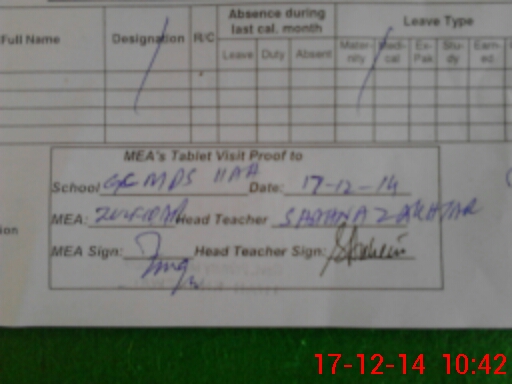 Absence during Leave Type
Full Name Designation R/C last cal. month
Leave Duty Absent Mater- Medi- Ex- Stu- Earn-
nity cal Pak dy ed
MEA's Tablet Visit Proof to
School Date: 17-12-14
MEA: Head Teacher SHAHNAZ AKHTAR
MEA Sign: Head Teacher Sign:
17-12-14 10:42